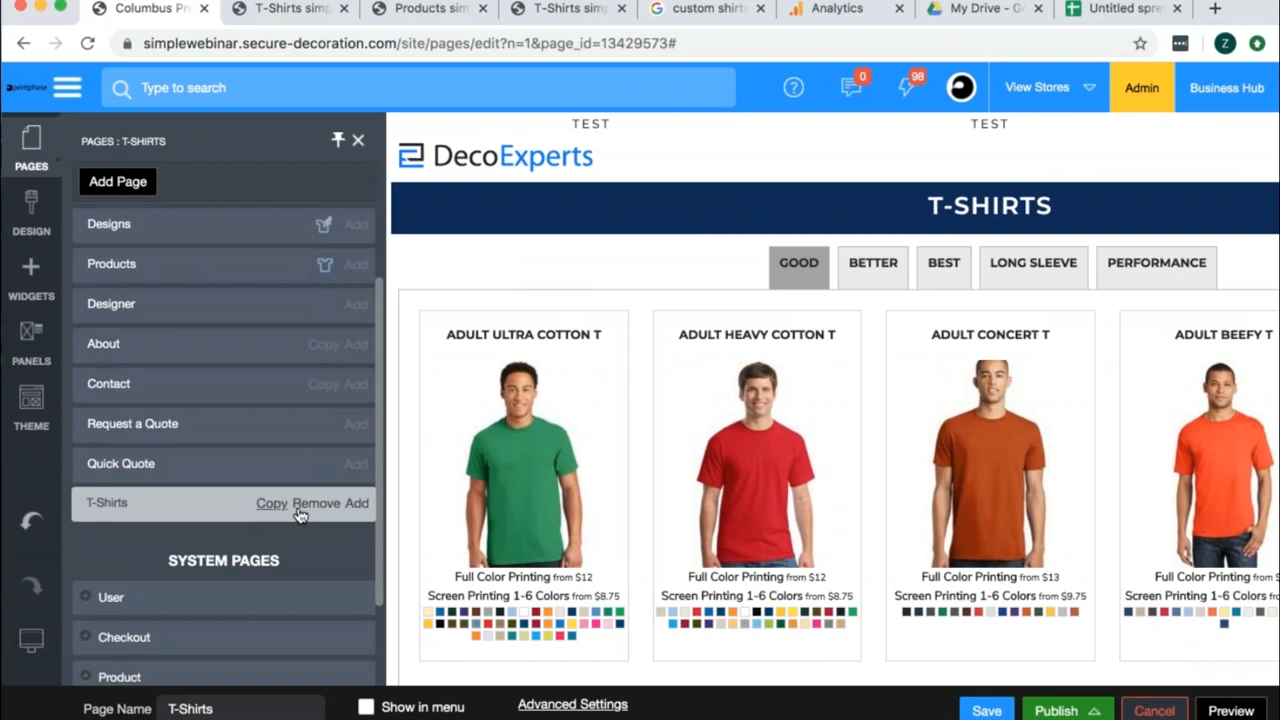 Columbus Pr
T-Shirts simp
Products sim
T-Shirts simp
custom shirts
Analytics
My Drive - Go
Untitled spre
simplewebinar.secure-decoration.com/site/pages/edit?n=1&page_id=13429573#
Z
printphase
Type to search
0
98
View Stores
Admin
Business Hub
PAGES
DESIGN
WIDGETS
PANELS
THEME
PAGES : T-SHIRTS
Add Page
Designs Add
Products Add
Designer Add
About Copy Add
Contact Copy Add
Request a Quote Add
Quick Quote Add
T-Shirts Copy Remove Add
SYSTEM PAGES
User
Checkout
Product
TEST TEST
DecoExperts
T-SHIRTS
GOOD BETTER BEST LONG SLEEVE PERFORMANCE
ADULT ULTRA COTTON T
Full Color Printing from $12
Screen Printing 1-6 Colors from $8.75
ADULT HEAVY COTTON T
Full Color Printing from $12
Screen Printing 1-6 Colors from $8.75
ADULT CONCERT T
Full Color Printing from $13
Screen Printing 1-6 Colors from $9.75
ADULT BEEFY T
Full Color Printing from $
Screen Printing 1-6 Colors
Page Name T-Shirts
Show in menu
Advanced Settings
Save
Publish
Cancel
Preview